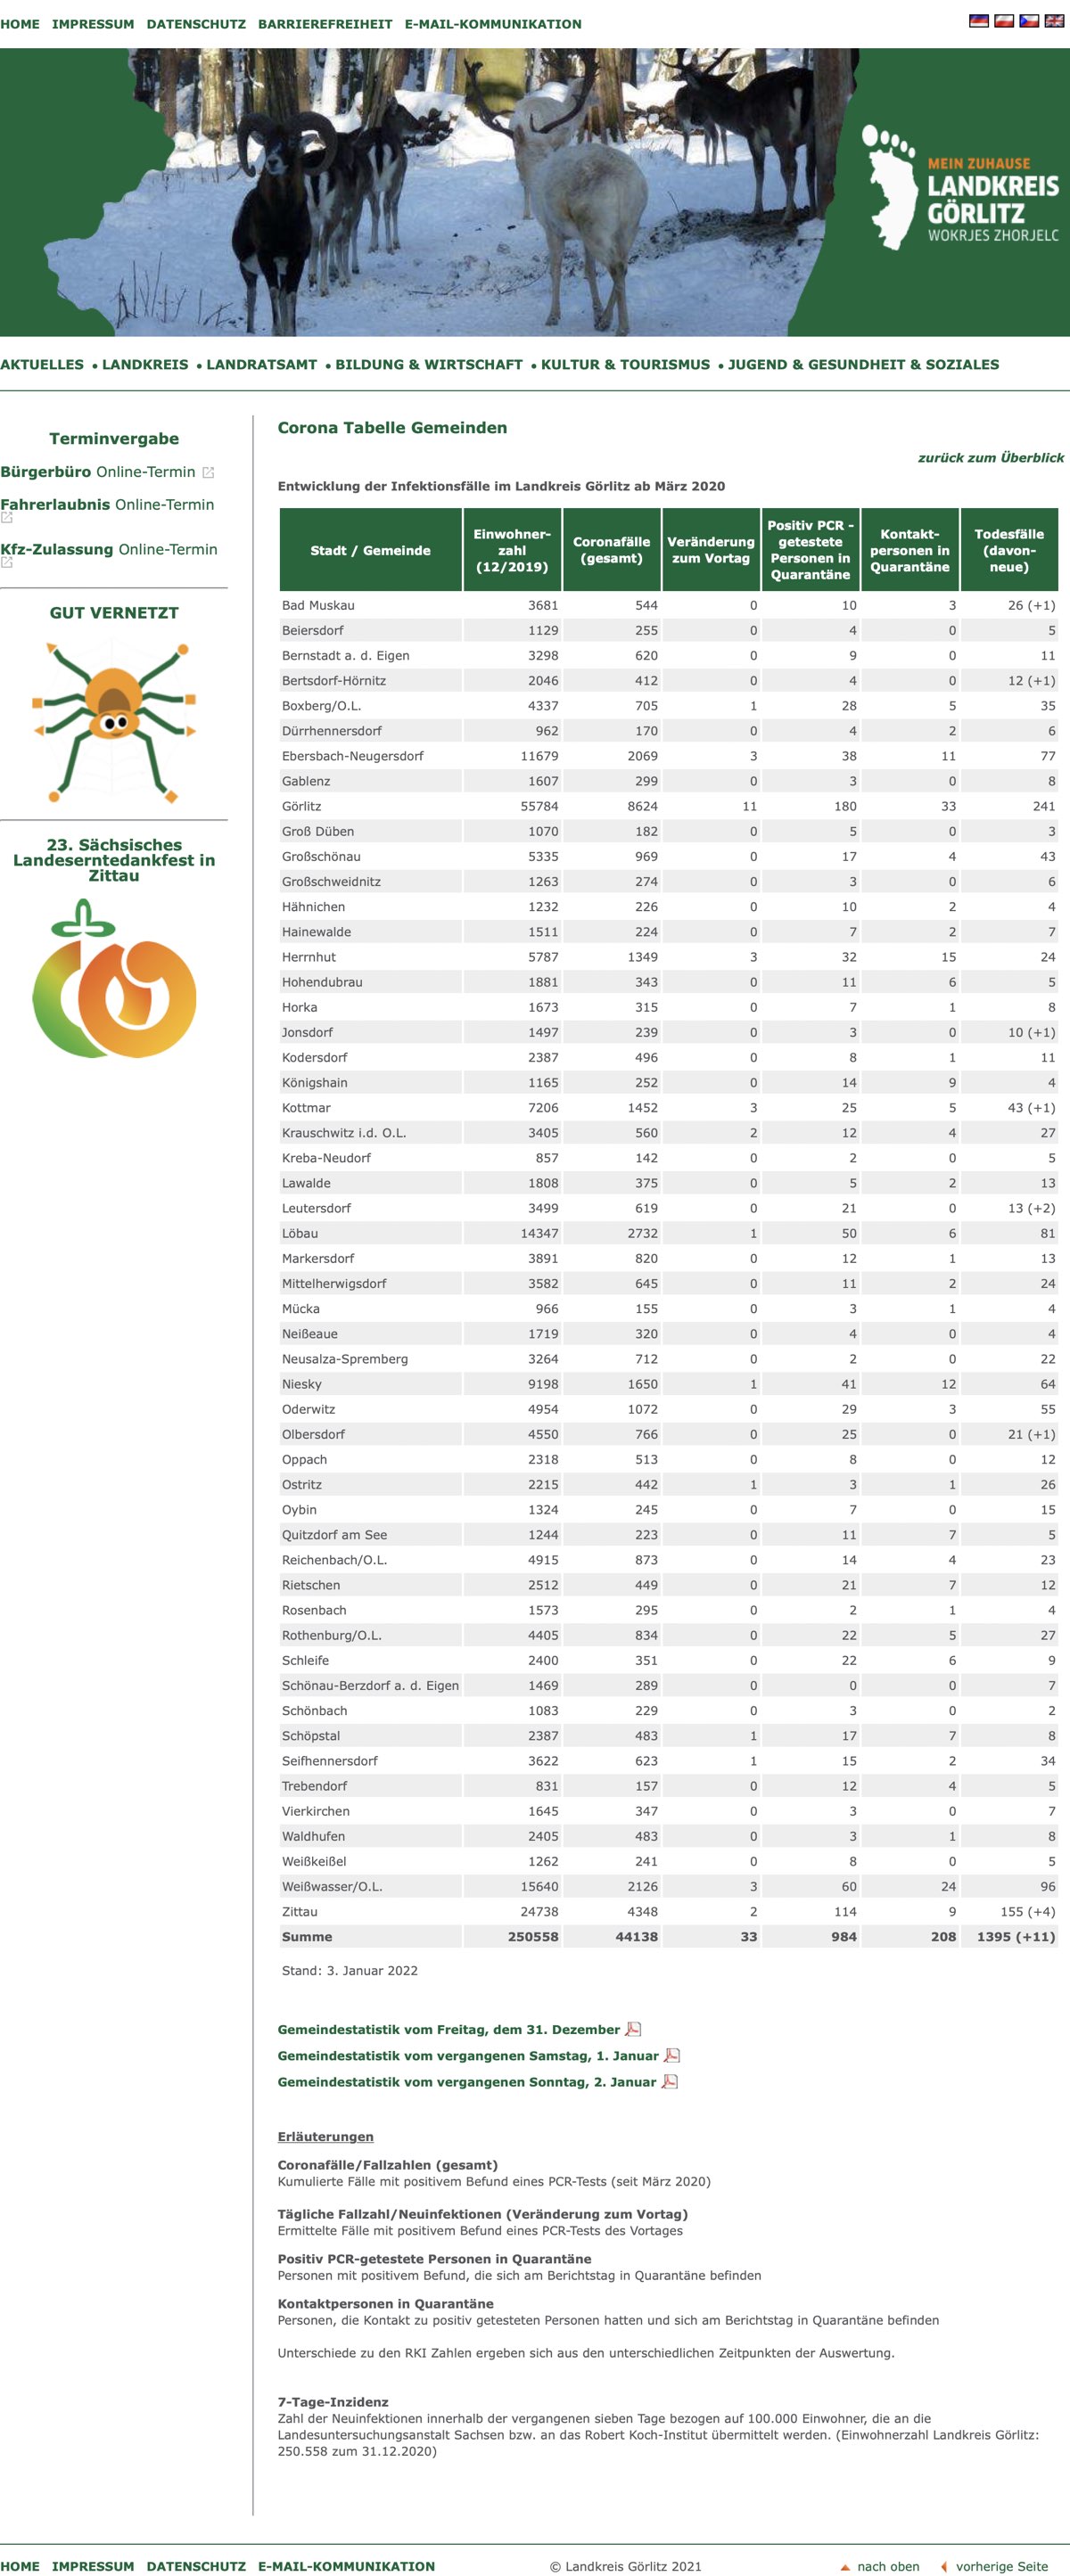 HOME IMPRESSUM DATENSCHUTZ BARRIEREFREIHEIT E-MAIL-KOMMUNIKATION
MEIN ZUHAUSE
LANDKREIS
GÖRLITZ
WOKRJES ZHORJELC
AKTUELLES • LANDKREIS • LANDRATSAMT • BILDUNG & WIRTSCHAFT • KULTUR & TOURISMUS • JUGEND & GESUNDHEIT & SOZIALES
Terminvergabe
Bürgerbüro Online-Termin
Fahrerlaubnis Online-Termin
Kfz-Zulassung Online-Termin
GUT VERNETZT
23. Sächsisches
Landeserntedankfest in
Zittau
Corona Tabelle Gemeinden
zurück zum Überblick
Entwicklung der Infektionsfälle im Landkreis Görlitz ab März 2020
Stadt / Gemeinde Einwohner-zahl (12/2019) Coronafälle (gesamt) Veränderung zum Vortag Positiv PCR - getestete Personen in Quarantäne Kontakt-personen in Quarantäne Todesfälle (davon-neue)
Bad Muskau 3681 544 0 10 3 26 (+1)
Beiersdorf 1129 255 0 4 0 5
Bernstadt a. d. Eigen 3298 620 0 9 0 11
Bertsdorf-Hörnitz 2046 412 0 4 0 12 (+1)
Boxberg/O.L. 4337 705 1 28 5 35
Dürrhennersdorf 962 170 0 4 2 6
Ebersbach-Neugersdorf 11679 2069 3 38 11 77
Gablenz 1607 299 0 3 0 8
Görlitz 55784 8624 11 180 33 241
Groß Düben 1070 182 0 5 0 3
Großschönau 5335 969 0 17 4 43
Großschweidnitz 1263 274 0 3 0 6
Hähnichen 1232 226 0 10 2 4
Hainewalde 1511 224 0 7 2 7
Herrnhut 5787 1349 3 32 15 24
Hohendubrau 1881 343 0 11 6 5
Horka 1673 315 0 7 1 8
Jonsdorf 1497 239 0 3 0 10 (+1)
Kodersdorf 2387 496 0 8 1 11
Königshain 1165 252 0 14 9 4
Kottmar 7206 1452 3 25 5 43 (+1)
Krauschwitz i.d. O.L. 3405 560 2 12 4 27
Kreba-Neudorf 857 142 0 2 0 5
Lawalde 1808 375 0 5 2 13
Leutersdorf 3499 619 0 21 0 13 (+2)
Löbau 14347 2732 1 50 6 81
Markersdorf 3891 820 0 12 1 13
Mittelherwigsdorf 3582 645 0 11 2 24
Mücka 966 155 0 3 1 4
Neißeaue 1719 320 0 4 0 4
Neusalza-Spremberg 3264 712 0 2 0 22
Niesky 9198 1650 1 41 12 64
Oderwitz 4954 1072 0 29 3 55
Olbersdorf 4550 766 0 25 0 21 (+1)
Oppach 2318 513 0 8 0 12
Ostritz 2215 442 1 3 1 26
Oybin 1324 245 0 7 0 15
Quitzdorf am See 1244 223 0 11 7 5
Reichenbach/O.L. 4915 873 0 14 4 23
Rietschen 2512 449 0 21 7 12
Rosenbach 1573 295 0 2 1 4
Rothenburg/O.L. 4405 834 0 22 5 27
Schleife 2400 351 0 22 6 9
Schönau-Berzdorf a. d. Eigen 1469 289 0 0 0 7
Schönbach 1083 229 0 3 0 2
Schöpstal 2387 483 1 17 7 8
Seifhennersdorf 3622 623 1 15 2 34
Trebendorf 831 157 0 12 4 5
Vierkirchen 1645 347 0 3 0 7
Waldhufen 2405 483 0 3 1 8
Weißkeißel 1262 241 0 8 0 5
Weißwasser/O.L. 15640 2126 3 60 24 96
Zittau 24738 4348 2 114 9 155 (+4)
Summe 250558 44138 33 984 208 1395 (+11)
Stand: 3. Januar 2022
Gemeindestatistik vom Freitag, dem 31. Dezember
Gemeindestatistik vom vergangenen Samstag, 1. Januar
Gemeindestatistik vom vergangenen Sonntag, 2. Januar
Erläuterungen
Coronafälle/Fallzahlen (gesamt)
Kumulierte Fälle mit positivem Befund eines PCR-Tests (seit März 2020)
Tägliche Fallzahl/Neuinfektionen (Veränderung zum Vortag)
Ermittelte Fälle mit positivem Befund eines PCR-Tests des Vortages
Positiv PCR-getestete Personen in Quarantäne
Personen mit positivem Befund, die sich am Berichtstag in Quarantäne befinden
Kontaktpersonen in Quarantäne
Personen, die Kontakt zu positiv getesteten Personen hatten und sich am Berichtstag in Quarantäne befinden
Unterschiede zu den RKI Zahlen ergeben sich aus den unterschiedlichen Zeitpunkten der Auswertung.
7-Tage-Inzidenz
Zahl der Neuinfektionen innerhalb der vergangenen sieben Tage bezogen auf 100.000 Einwohner, die an die
Landesuntersuchungsanstalt Sachsen bzw. an das Robert Koch-Institut übermittelt werden. (Einwohnerzahl Landkreis Görlitz:
250.558 zum 31.12.2020)
HOME IMPRESSUM DATENSCHUTZ E-MAIL-KOMMUNIKATION © Landkreis Görlitz 2021 nach oben vorherige Seite